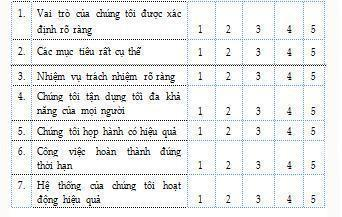 1. Vai trò của chúng tôi được xác
định rõ ràng 1 2 3 4 5
2. Các mục tiêu rất cụ thể 1 2 3 4 5
3. Nhiệm vụ trách nhiệm rõ ràng 1 2 3 4 5
4. Chúng tôi tận dụng tối đa khả
năng của mọi người 1 2 3 4 5
5. Chúng tôi họp hành có hiệu quả 1 2 3 4 5
6. Công việc hoàn thành đúng
thời hạn 1 2 3 4 5
7. Hệ thống của chúng tôi hoạt
động hiệu quả 1 2 3 4 5